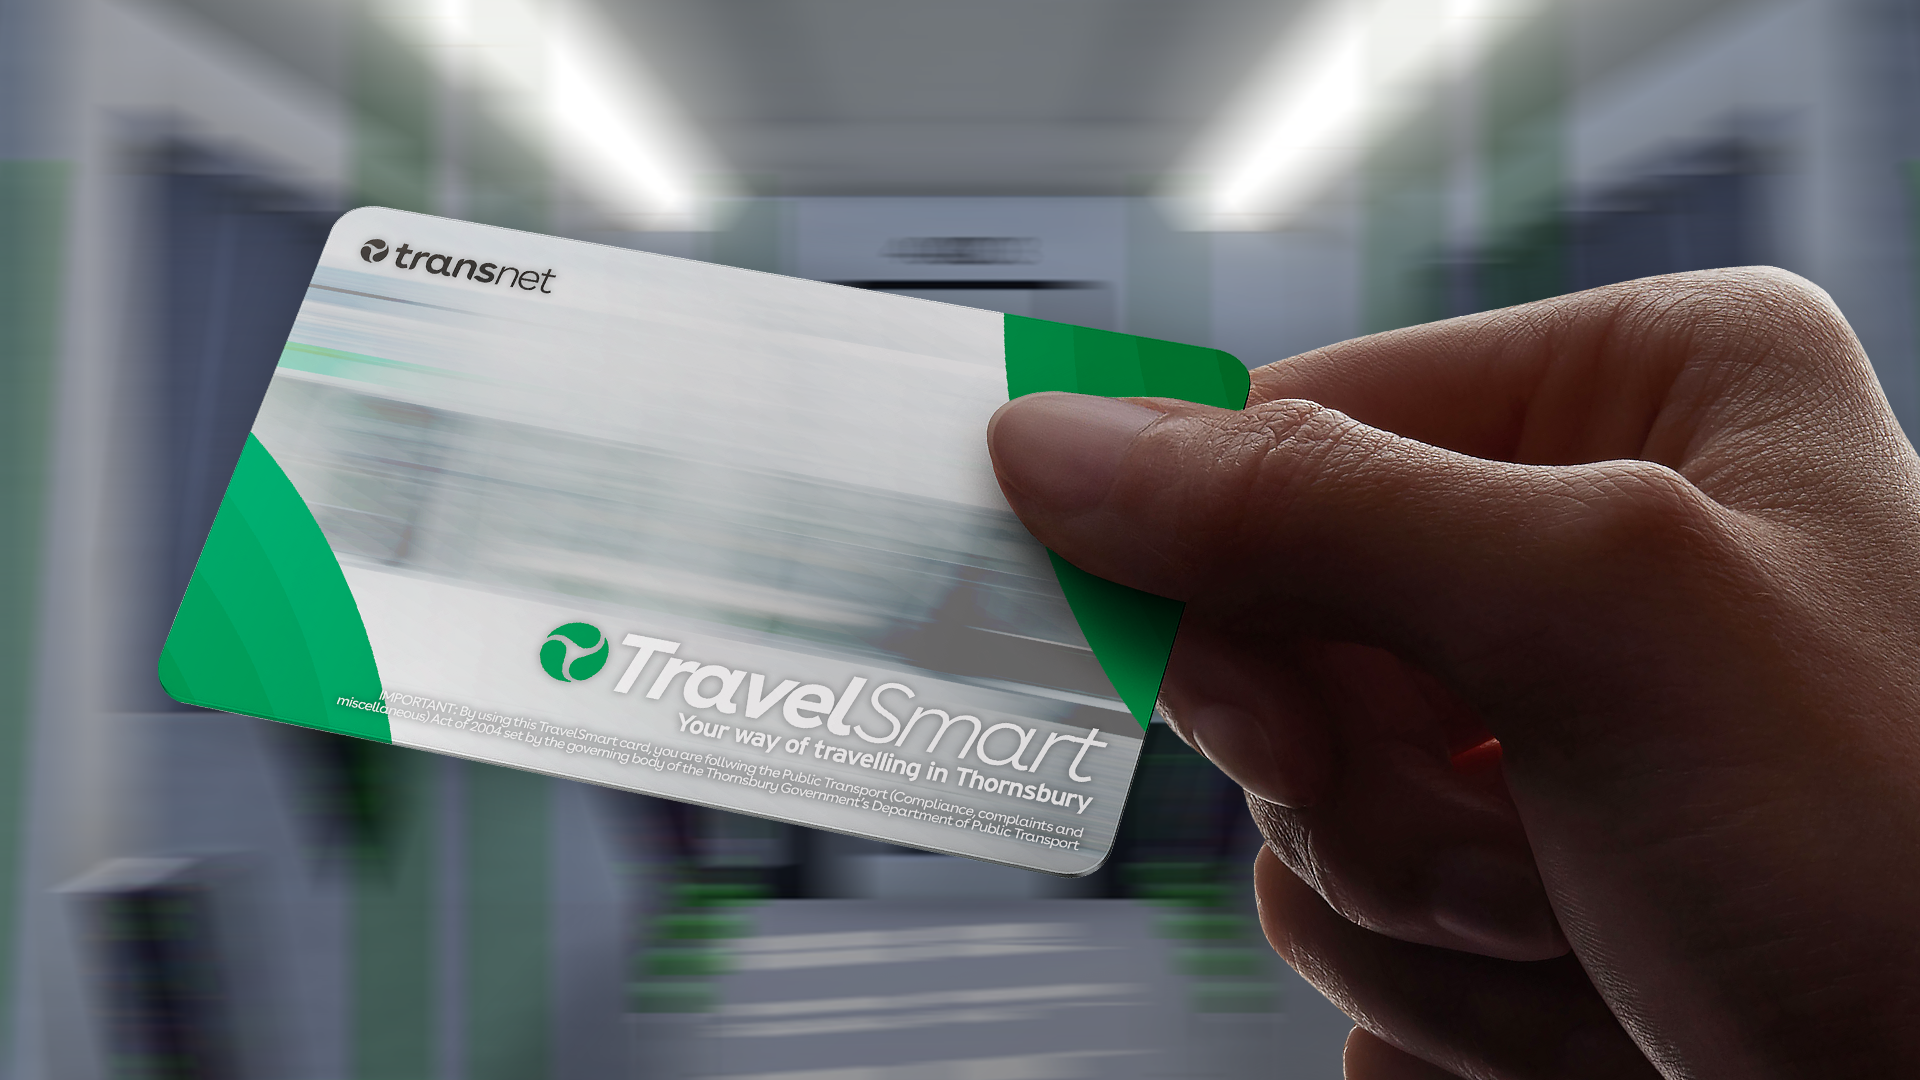 transnet
TravelSmart
Your way of travelling in Thornsbury
IMPORTANT: By using this TravelSmart card, you are follwing the Public Transport (Compliance, complaints and
miscellaneous) Act of 2004 set by the governing body of the Thornsbury Government's Department of Public Transport